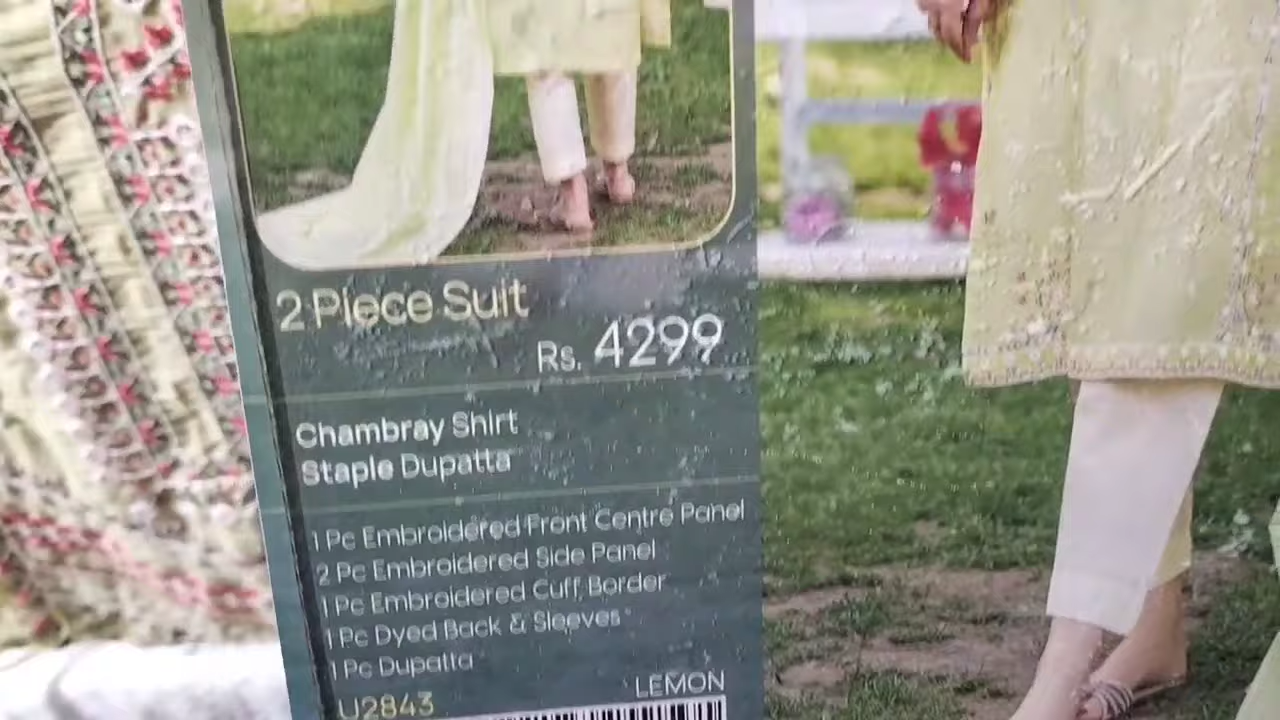 2 Piece Suit
Rs. 4299
Chambray Shirt
Staple Dupatta
1 Pc Embroidered Front Centre Panel
2 Pc Embroidered Side Panel
1 Pc Embroidered Cuff Border
1 Pc Dyed Back & Sleeves
1 Pc Dupatta
LEMON
U2843